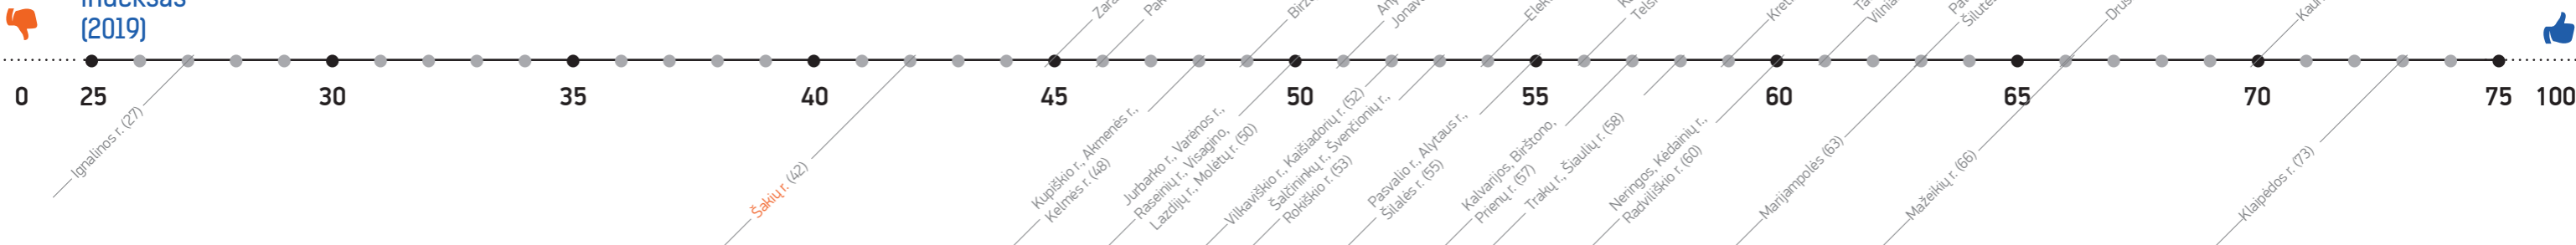 Indeksas
(2019)
0 25 30 35 40 45 50 55 60 65 70 75 100
Ignalinos r. (27)
Šakių r. (42)
Kupiškio r., Akmenės r.,
Kelmės r. (48)
Jurbarko r., Varėnos r.,
Raseinių r., Visagino,
Lazdijų r., Molėtų r. (50)
Vilkaviškio r., Kaišiadorių r. (52)
Šalčininkų r., Švenčionių r.,
Rokiškio r. (53)
Pasvalio r., Alytaus r.,
Šilalės r. (55)
Kalvarijos, Birštono,
Prienų r. (57)
Trakų r., Šiaulių r. (58)
Neringos, Kėdainių r.,
Radviliškio r. (60)
Marijampolės (63)
Mažeikių r. (66)
Klaipėdos r. (73)